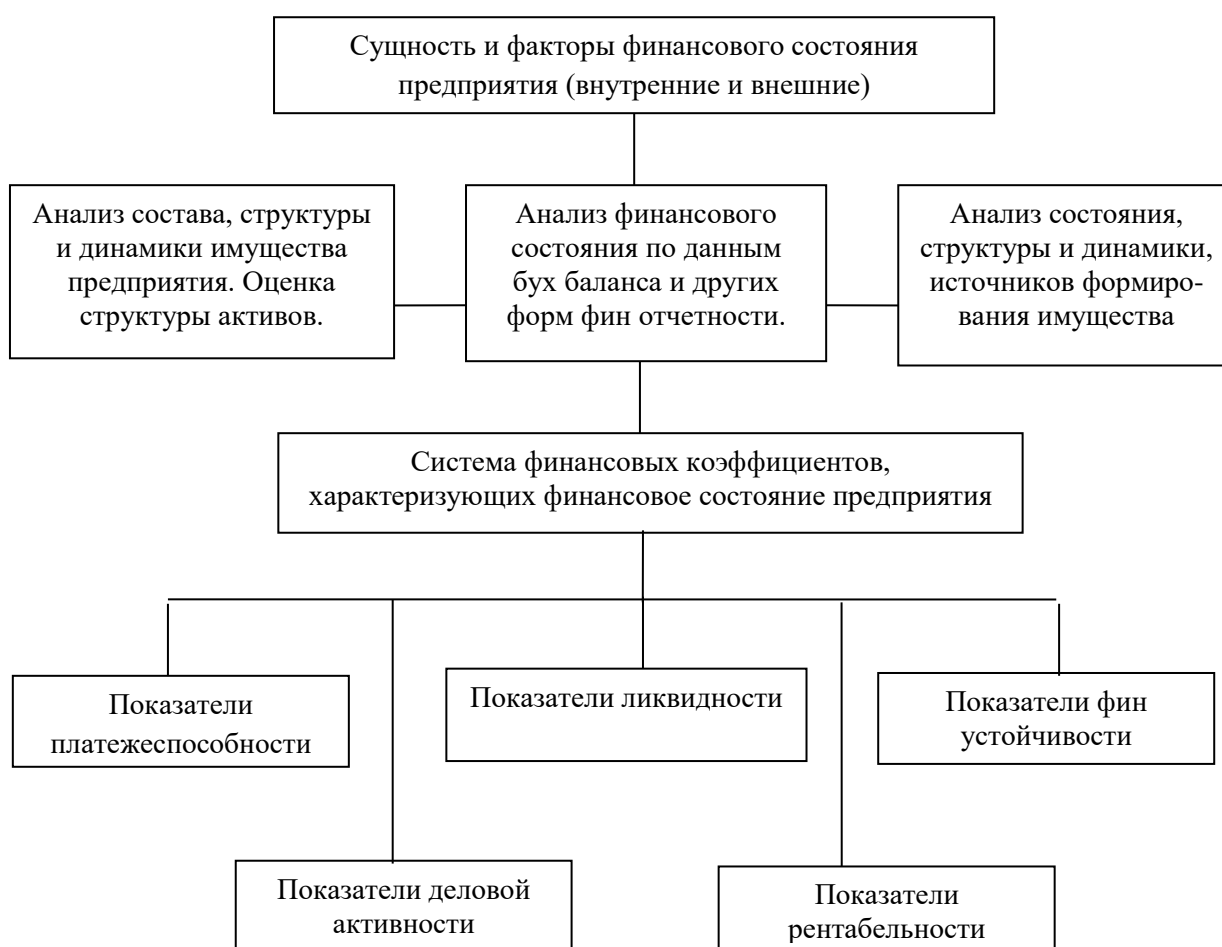 Сущность и факторы финансового состояния
предприятия (внутренние и внешние)
Анализ состава, структуры
и динамики имущества
предприятия. Оценка
структуры активов.
Анализ финансового
состояния по данным
бух баланса и других
форм фин отчетности.
Анализ состояния,
структуры и динамики,
источников формиро-
вания имущества
Система финансовых коэффициентов,
характеризующих финансовое состояние предприятия
Показатели
платежеспособности
Показатели ликвидности
Показатели фин
устойчивости
Показатели деловой
активности
Показатели
рентабельности